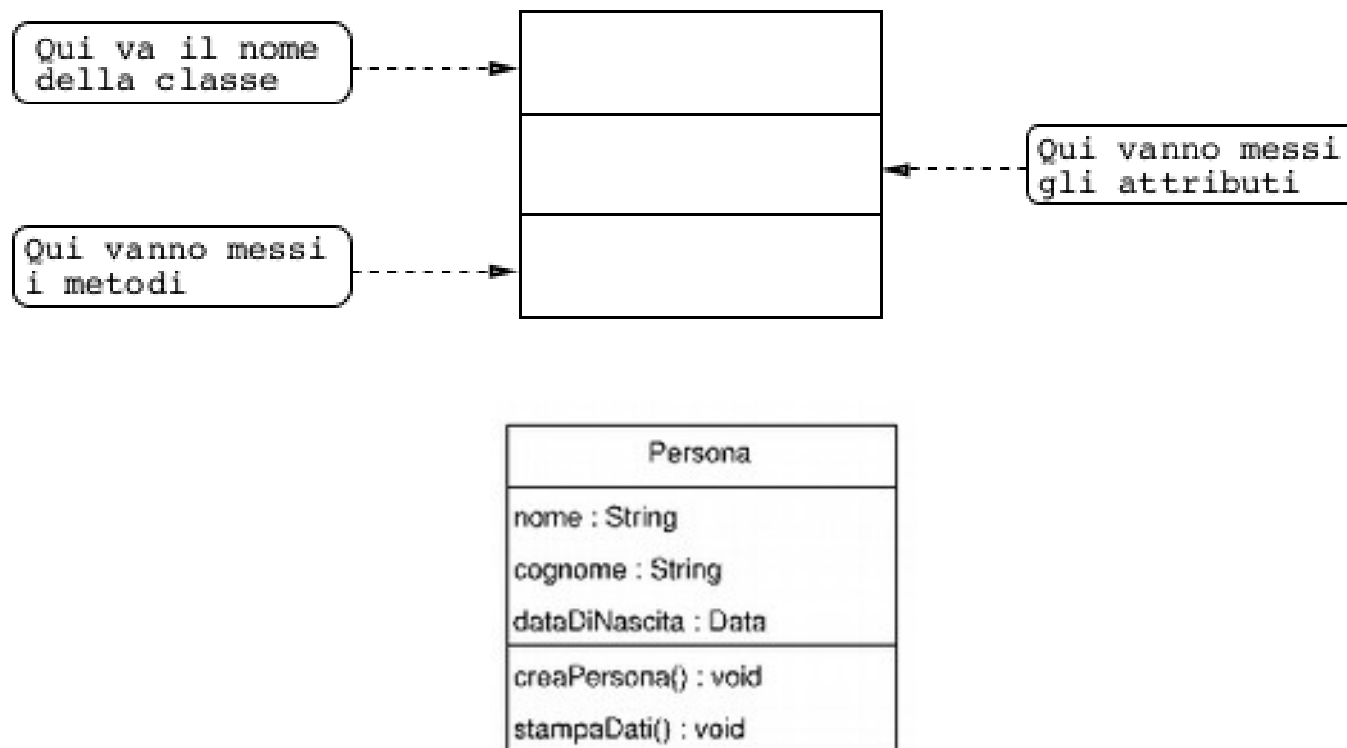 Qui va il nome
della classe
Qui vanno messi
gli attributi
Qui vanno messi
i metodi
Persona
nome : String
cognome : String
dataDiNascita : Data
creaPersona() : void
stampaDati() : void